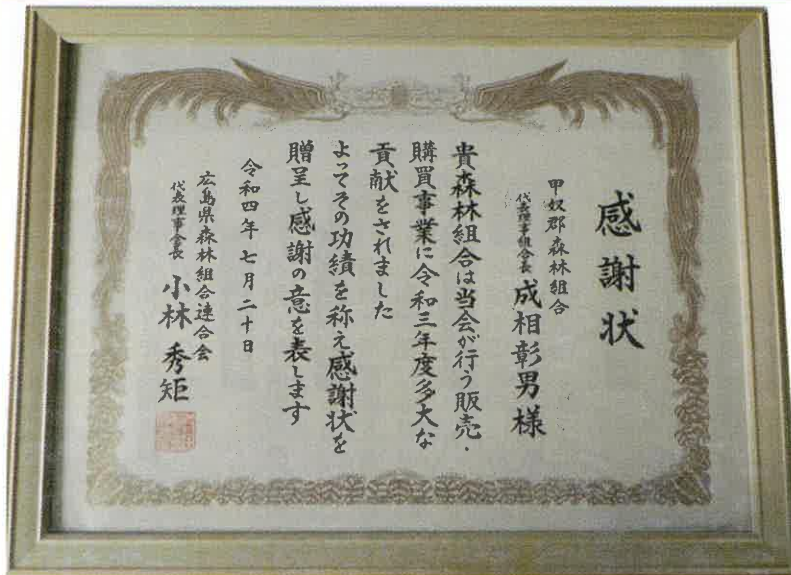 感謝状
甲奴郡森林組合
代表理事組合長 成相彰男様
貴森林組合は当会が行う販売・
購買事業に令和三年度多大な
貢献をされました
よってその功績を称え感謝状を
贈呈し感謝の意を表します
令和四年七月二十日
広島県森林組合連合会
代表理事会長 小林秀矩